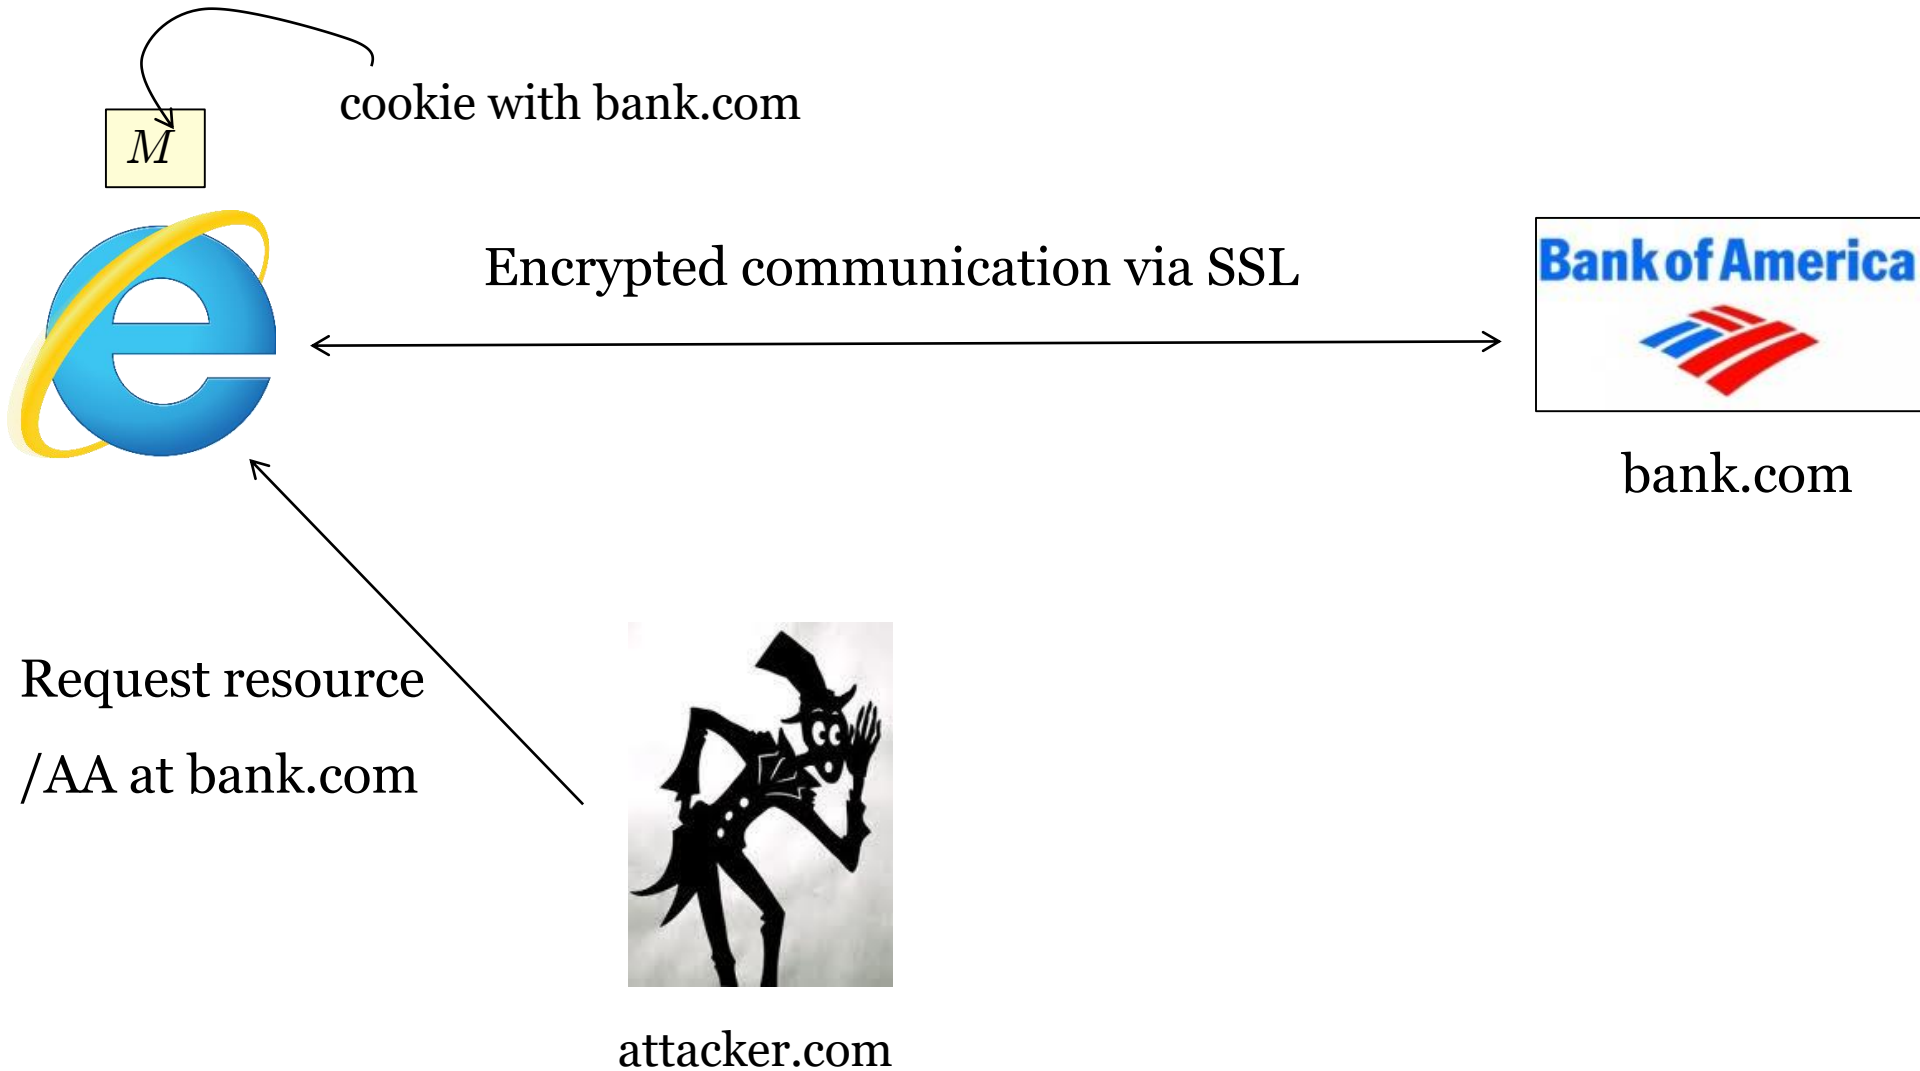 cookie with bank.com
M
Encrypted communication via SSL
Bank of America
bank.com
Request resource
/AA at bank.com
attacker.com